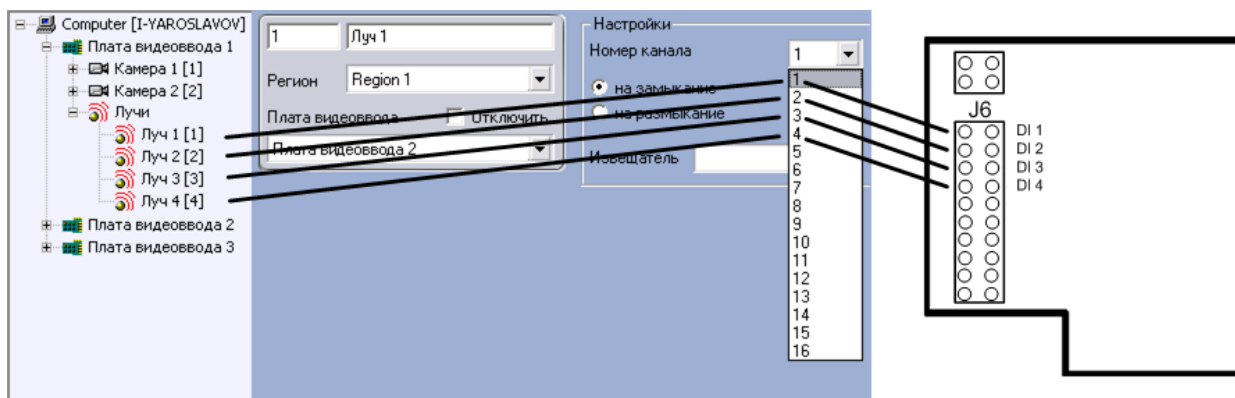 Computer [I-YAROSLAVOV]
Плата видеоввода 1
Камера 1 [1]
Камера 2 [2]
Лучи
Луч 1 [1]
Луч 2 [2]
Луч 3 [3]
Луч 4 [4]
Плата видеоввода 2
Плата видеоввода 3
1
Луч 1
Регион
Region 1
Плата видеоввода
Отключить
Плата видеоввода 2
Настройки
Номер канала
1
на замыкание
на размыкание
Извещатель
1
2
3
4
5
6
7
8
9
10
11
12
13
14
15
16
J6
DI 1
DI 2
DI 3
DI 4